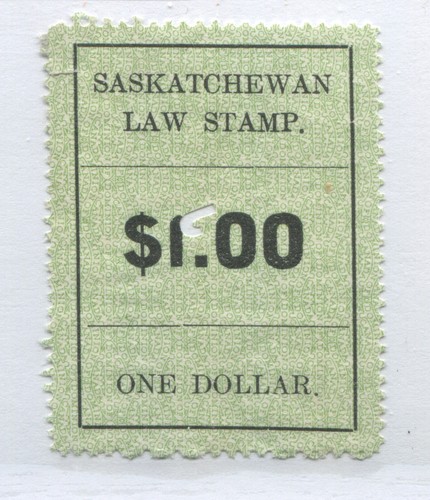 SASKATCHEWAN
LAW STAMP.
$1.00
ONE DOLLAR.